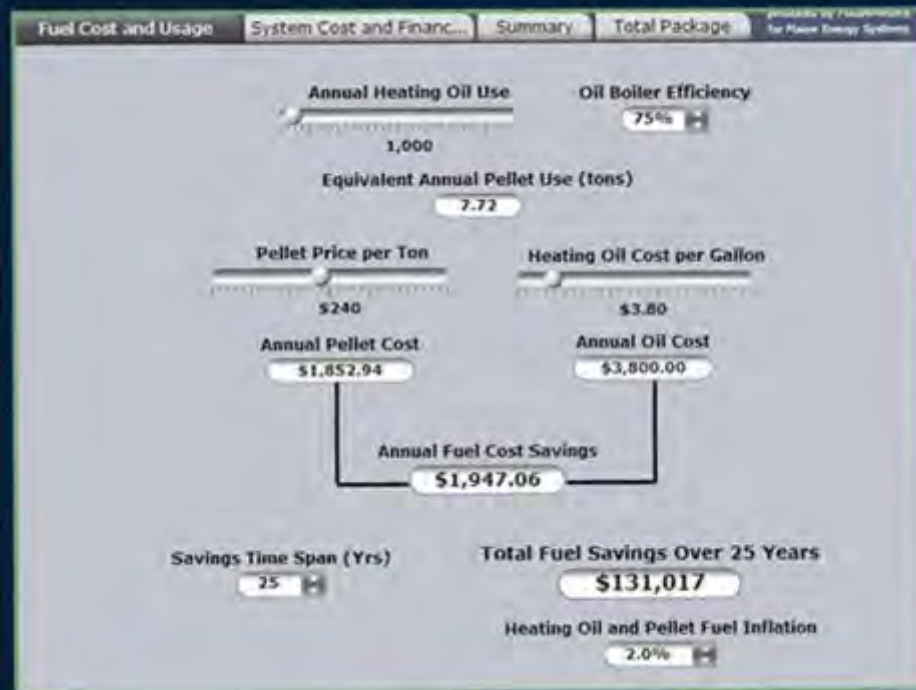 Fuel Cost and Usage
System Cost and Financ...
Summary
Total Package
for Maine Energy Systems
Annual Heating Oil Use
Oil Boiler Efficiency
75%
1,000
Equivalent Annual Pellet Use (tons)
7.72
Pellet Price per Ton
Heating Oil Cost per Gallon
$240
$3.80
Annual Pellet Cost
Annual Oil Cost
$1,852.94
$3,800.00
Annual Fuel Cost Savings
$1,947.06
Savings Time Span (Yrs)
Total Fuel Savings Over 25 Years
25
$131,017
Heating Oil and Pellet Fuel Inflation
2.0%